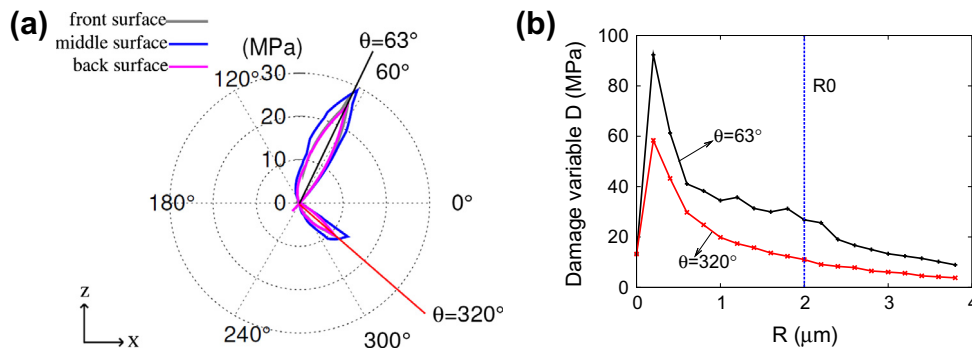 (a)
front surface
middle surface
back surface
(MPa)
θ=63°
120°
60°
30
20
10
0
180°
0°
θ=320°
240°
300°
z
x
(b)
Damage variable D (MPa)
100
80
60
40
20
0
R0
θ=63°
θ=320°
0
1
2
3
4
R (μm)